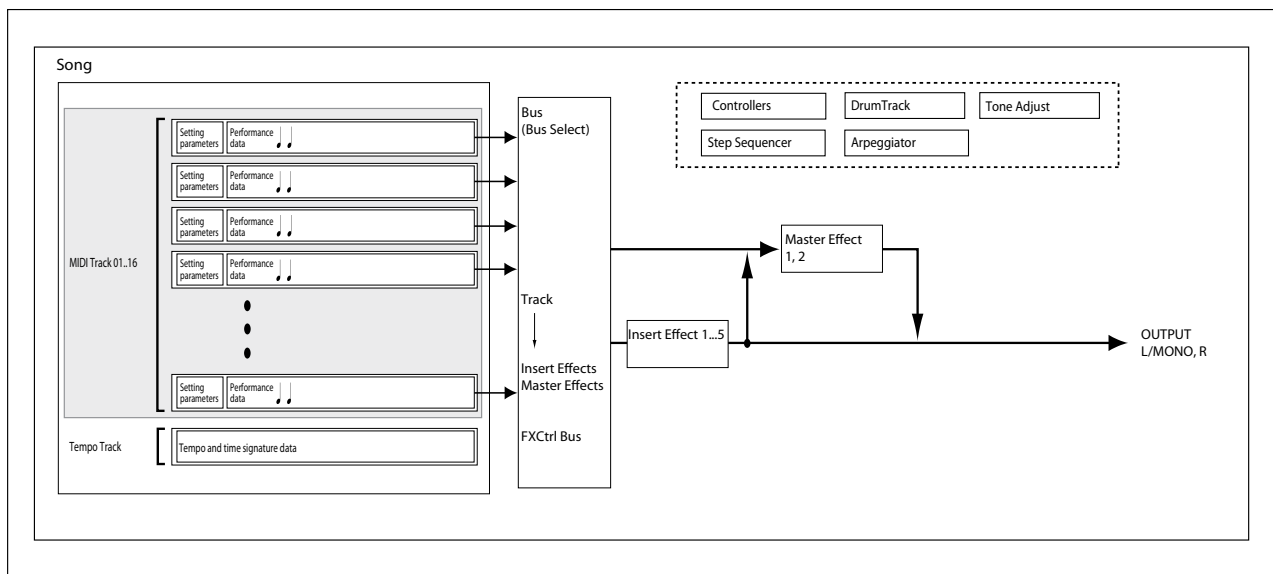 Song
MIDI Track 01..16
Setting
parameters
Performance
data
Setting
parameters
Performance
data
Setting
parameters
Performance
data
Setting
parameters
Performance
data
Setting
parameters
Performance
data
Tempo Track
Tempo and time signature data
Bus
(Bus Select)
Track
Insert Effects
Master Effects
FXCtrl Bus
Controllers
DrumTrack
Tone Adjust
Step Sequencer
Arpeggiator
Master Effect
1, 2
Insert Effect 1...5
OUTPUT
L/MONO, R